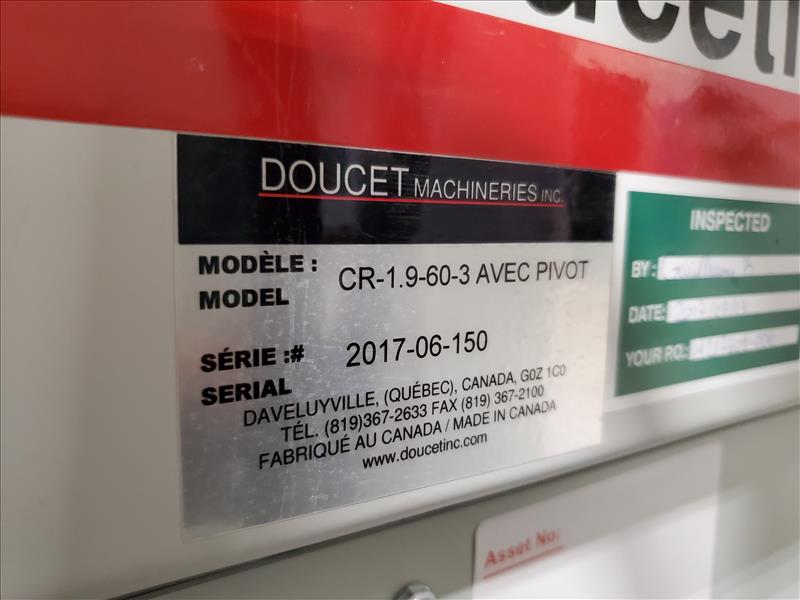 DOUCET MACHINERIES INC.
MODÈLE : CR-1.9-60-3 AVEC PIVOT
MODEL
SÉRIE :# 2017-06-150
SERIAL
DAVELUYVILLE, (QUÉBEC), CANADA, G0Z 1C0
TÉL. (819)367-2633 FAX (819) 367-2100
FABRIQUÉ AU CANADA / MADE IN CANADA
www.doucetinc.com
INSPECTED
BY :
DATE:
YOUR RO:
Asset No: